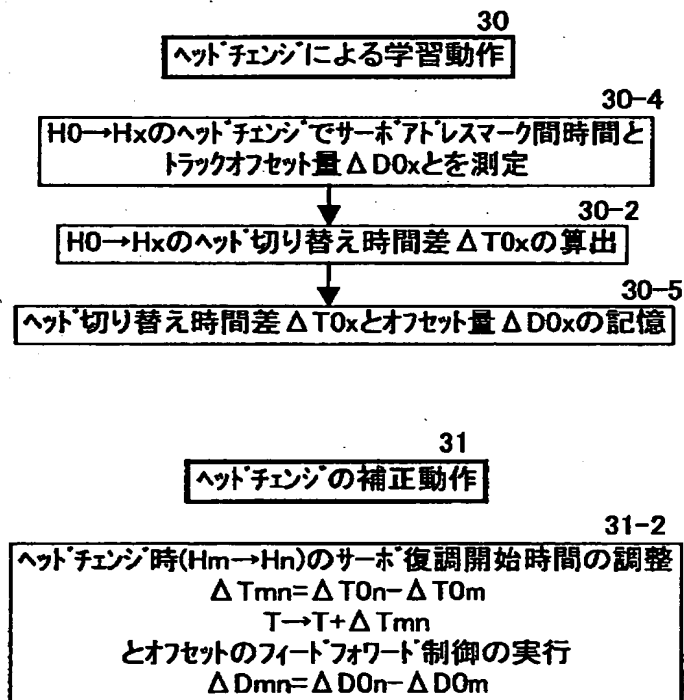 30
ヘッドチェンジによる学習動作
30-4
H0→Hxのヘッドチェンジでサーボアドレスマーク間時間と
トラックオフセット量ΔD0xとを測定
30-2
H0→Hxのヘッド切り替え時間差ΔT0xの算出
30-5
ヘッド切り替え時間差ΔT0xとオフセット量ΔD0xの記憶
31
ヘッドチェンジの補正動作
31-2
ヘッドチェンジ時(Hm→Hn)のサーボ復調開始時間の調整
ΔTmn=ΔT0n-ΔT0m
T→T+ΔTmn
とオフセットのフィードフォワード制御の実行
ΔDmn=ΔD0n-ΔD0m